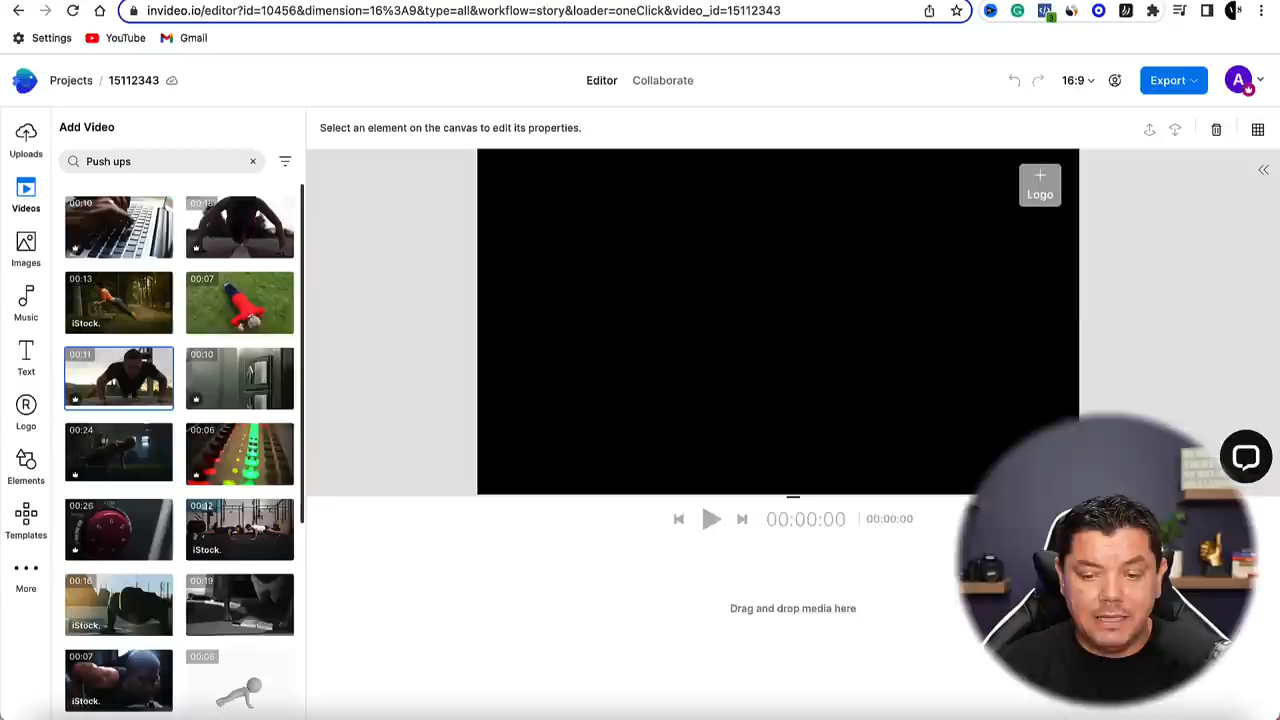 invideo.io/editor?id=10456&dimension=16%3A9&type=all&workflow=story&loader=oneClick&video_id=15112343
3
Settings YouTube Gmail
Projects / 15112343
Editor Collaborate
16:9
Export
A
Add Video
Select an element on the canvas to edit its properties.
Uploads
Push ups
Videos
Images
Music
Text
R
Logo
Elements
Templates
More
00:10
00:18
00:13
iStock.
00:07
00:11
00:10
00:24
00:06
00:26
00:12
iStock.
00:16
iStock.
00:19
00:07
iStock.
00:06
+
Logo
00:00:00 00:00:00
Drag and drop media here